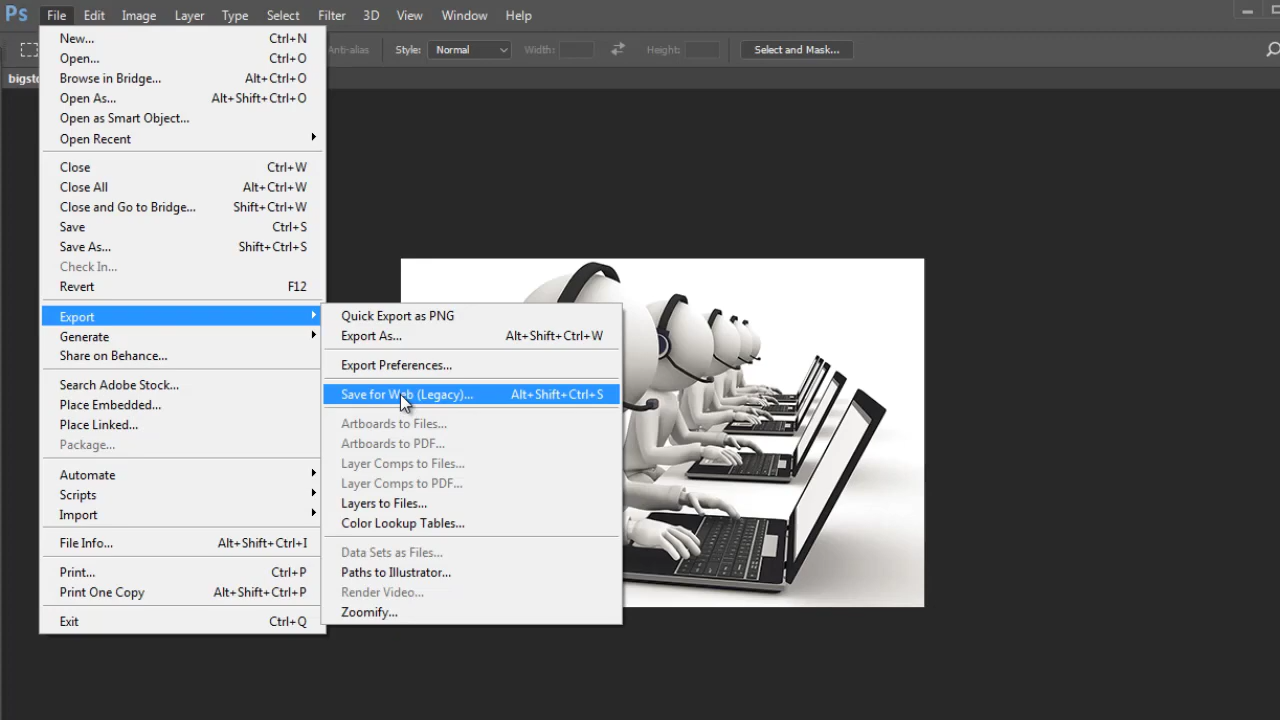 Ps File Edit Image Layer Type Select Filter 3D View Window Help
Anti-alias Style: Normal Width: Height: Select and Mask...
bigsto
New... Ctrl+N
Open... Ctrl+O
Browse in Bridge... Alt+Ctrl+O
Open As... Alt+Shift+Ctrl+O
Open as Smart Object...
Open Recent
Close Ctrl+W
Close All Alt+Ctrl+W
Close and Go to Bridge... Shift+Ctrl+W
Save Ctrl+S
Save As... Shift+Ctrl+S
Check In...
Revert F12
Export
Generate
Share on Behance...
Search Adobe Stock...
Place Embedded...
Place Linked...
Package...
Automate
Scripts
Import
File Info... Alt+Shift+Ctrl+I
Print... Ctrl+P
Print One Copy Alt+Shift+Ctrl+P
Exit Ctrl+Q
Quick Export as PNG
Export As... Alt+Shift+Ctrl+W
Export Preferences...
Save for Web (Legacy)... Alt+Shift+Ctrl+S
Artboards to Files...
Artboards to PDF...
Layer Comps to Files...
Layer Comps to PDF...
Layers to Files...
Color Lookup Tables...
Data Sets as Files...
Paths to Illustrator...
Render Video...
Zoomify...